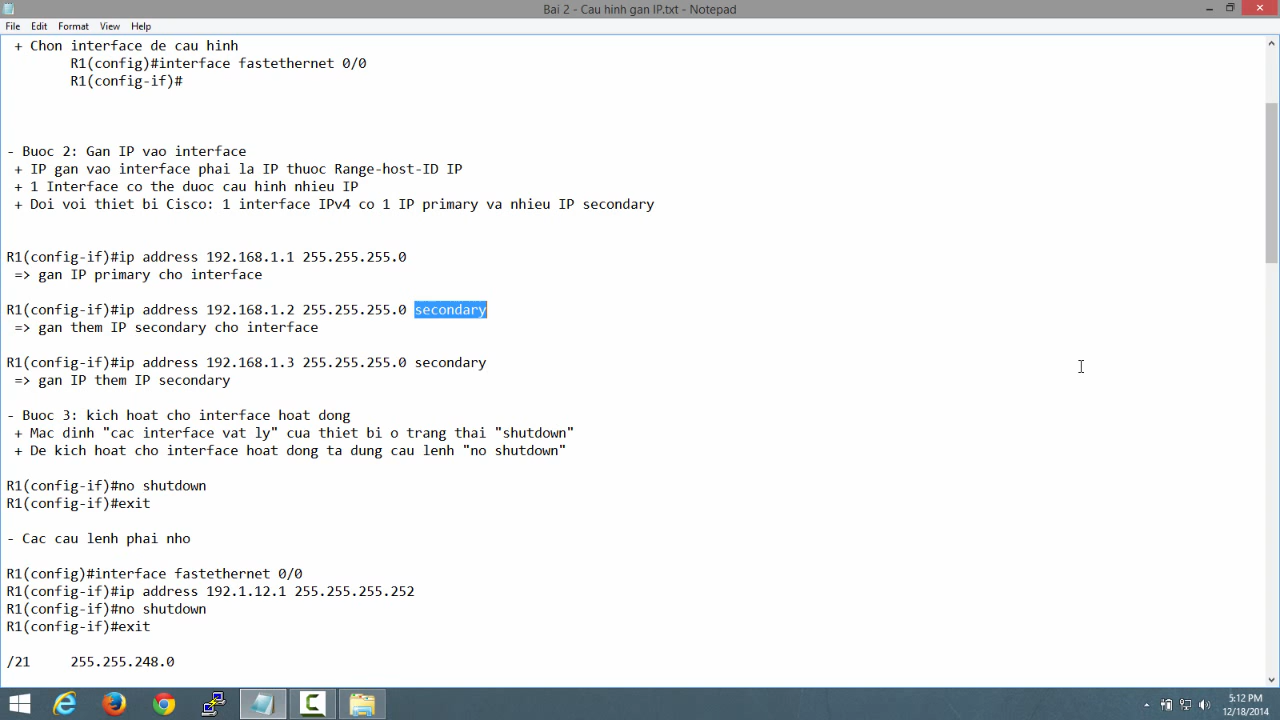 Bai 2 - Cau hinh gan IP.txt - Notepad
File Edit Format View Help
+ Chon interface de cau hinh
R1(config)#interface fastethernet 0/0
R1(config-if)#
- Buoc 2: Gan IP vao interface
+ IP gan vao interface phai la IP thuoc Range-host-ID IP
+ 1 Interface co the duoc cau hinh nhieu IP
+ Doi voi thiet bi Cisco: 1 interface IPv4 co 1 IP primary va nhieu IP secondary
R1(config-if)#ip address 192.168.1.1 255.255.255.0
=> gan IP primary cho interface
R1(config-if)#ip address 192.168.1.2 255.255.255.0 secondary
=> gan them IP secondary cho interface
R1(config-if)#ip address 192.168.1.3 255.255.255.0 secondary
=> gan IP them IP secondary
- Buoc 3: kich hoat cho interface hoat dong
+ Mac dinh "cac interface vat ly" cua thiet bi o trang thai "shutdown"
+ De kich hoat cho interface hoat dong ta dung cau lenh "no shutdown"
R1(config-if)#no shutdown
R1(config-if)#exit
- Cac cau lenh phai nho
R1(config)#interface fastethernet 0/0
R1(config-if)#ip address 192.1.12.1 255.255.255.252
R1(config-if)#no shutdown
R1(config-if)#exit
/21 255.255.248.0
5:12 PM
12/18/2014